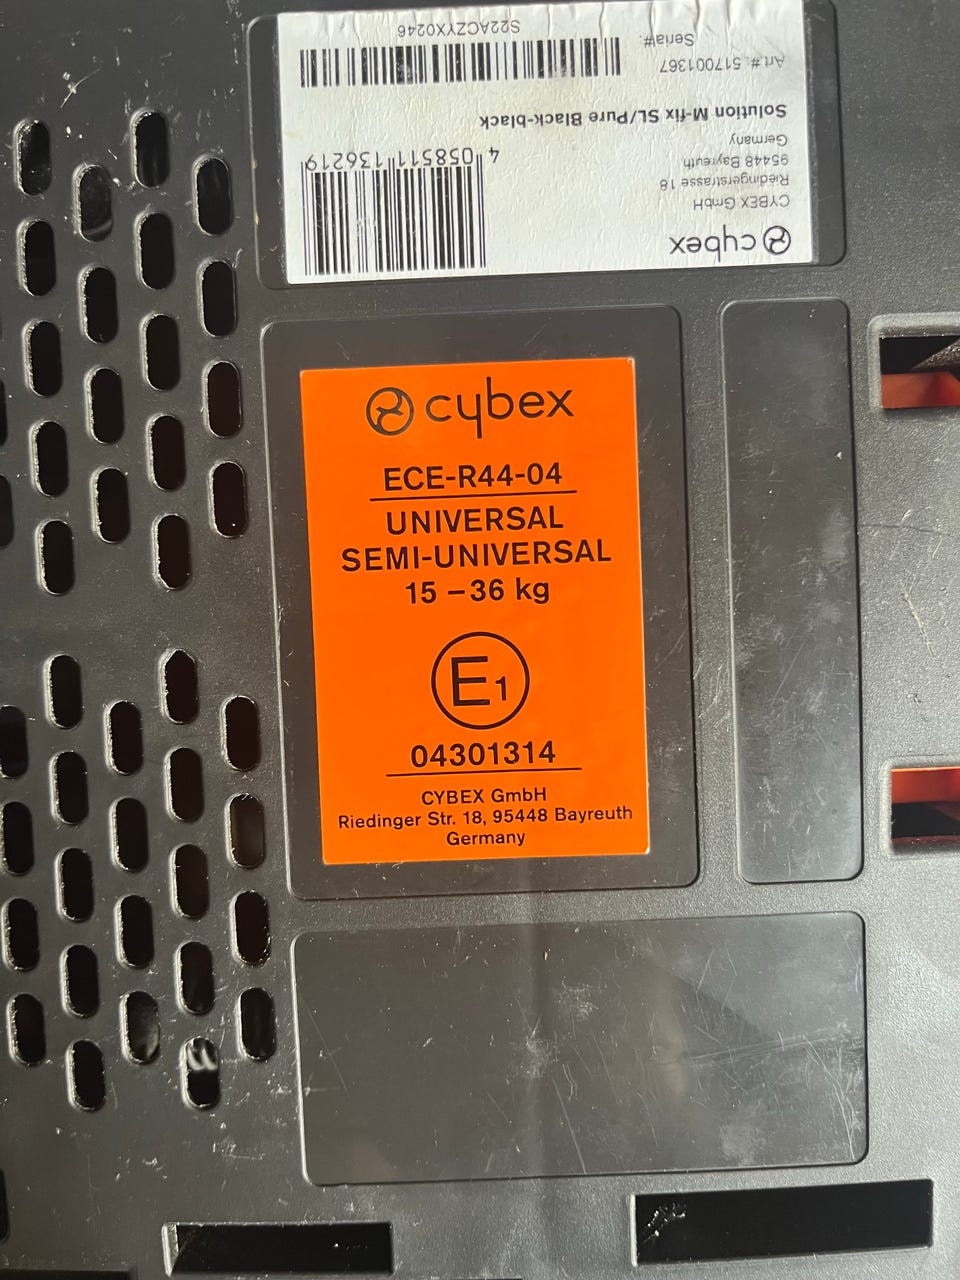 cybex
CYBEX GmbH
Riedingerstrasse 18
95448 Bayreuth
Germany
4 058511 136219
Solution M-fix SL/Pure Black-black
Art.#: 517001367
Serial#:
S22ACZYX0246
cybex
ECE-R44-04
UNIVERSAL
SEMI-UNIVERSAL
15 – 36 kg
E1
04301314
CYBEX GmbH
Riedinger Str. 18, 95448 Bayreuth
Germany